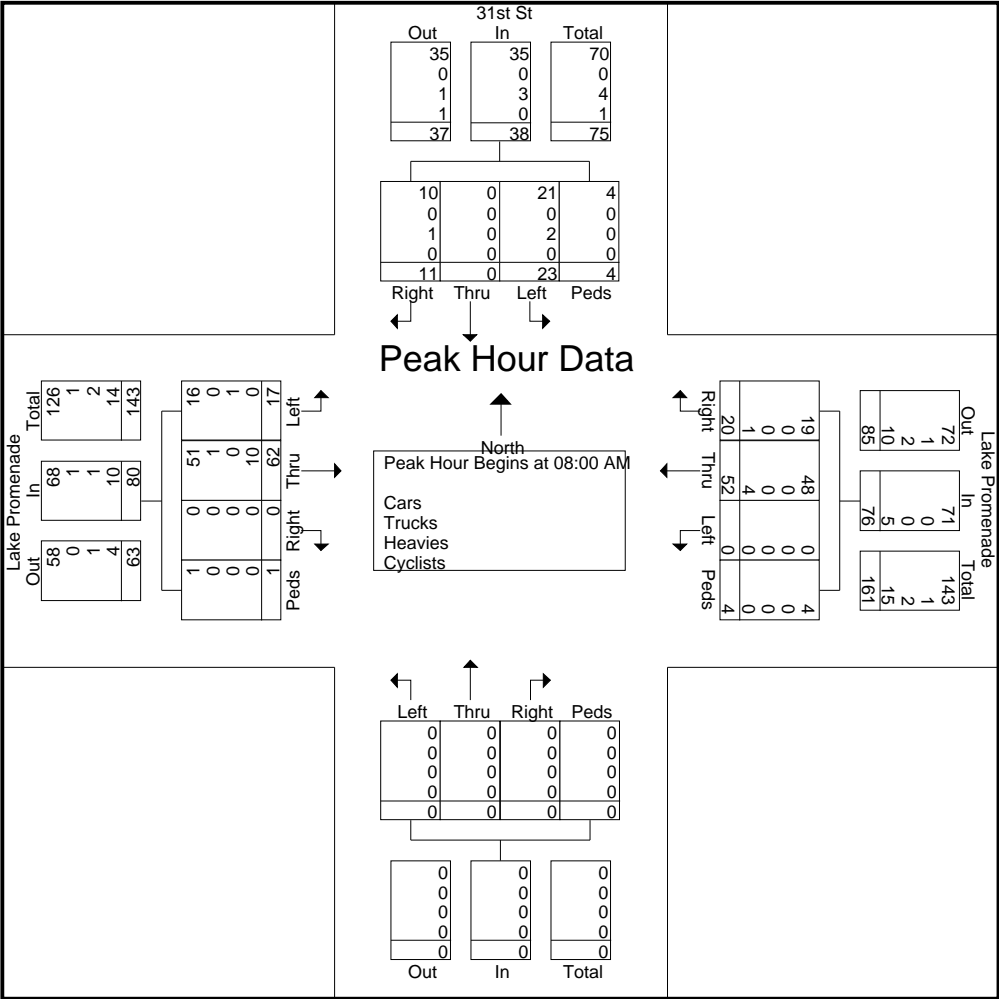 31st St
Out In Total
35 35 70
0 0 0
1 3 4
1 0 1
37 38 75
10 0 21 4
0 0 0 0
1 0 2 0
0 0 0 0
11 0 23 4
Right Thru Left Peds
Peak Hour Data
North
Peak Hour Begins at 08:00 AM
Cars
Trucks
Heavies
Cyclists
Lake Promenade
Total
126 1 2 14 143
In
68 1 1 10 80
Out
58 0 1 4 63
16 0 1 0 17
Left
51 1 0 10 62
Thru
0 0 0 0 0
Right
1 0 0 0 1
Peds
Right
19 0 0 1 20
Thru
48 0 0 4 52
Left
0 0 0 0 0
Peds
4 0 0 0 4
Lake Promenade
Out
72 1 2 10 85
In
71 0 0 5 76
Total
143 1 2 15 161
Left Thru Right Peds
0 0 0 0
0 0 0 0
0 0 0 0
0 0 0 0
0 0 0 0
0 0 0
0 0 0
0 0 0
0 0 0
0 0 0
Out In Total